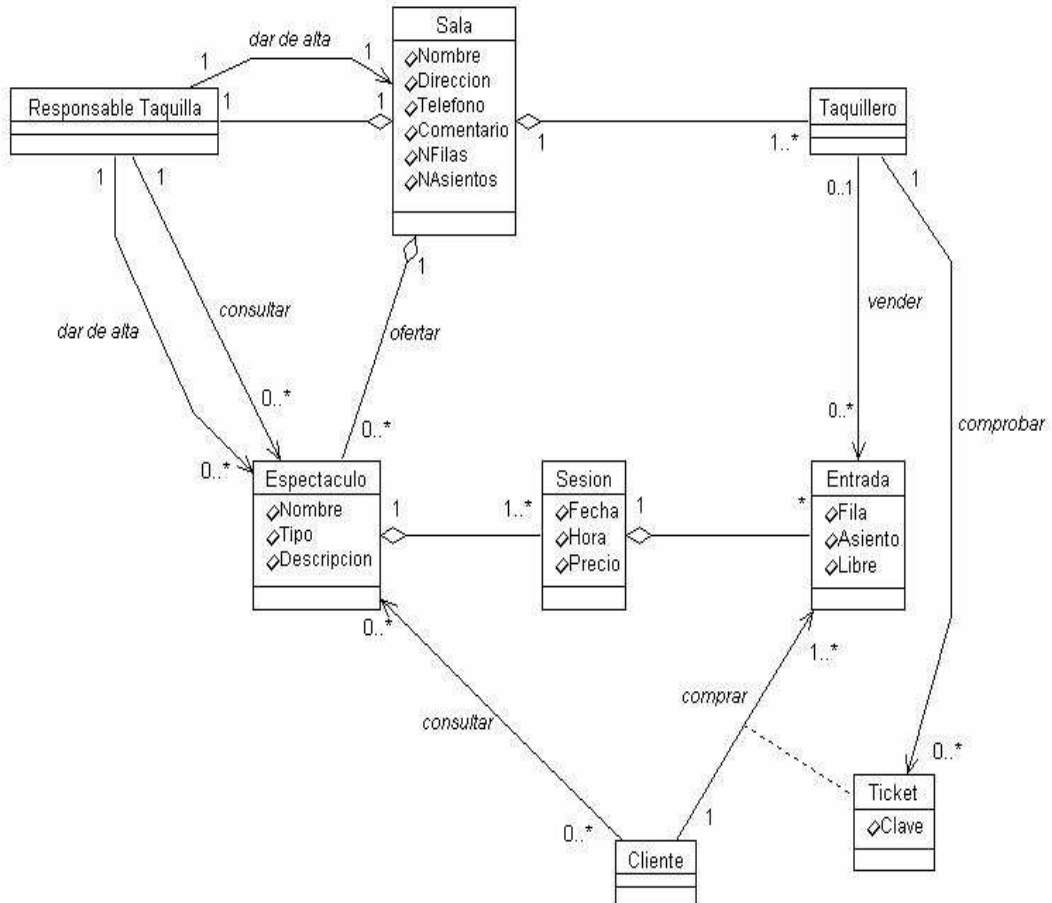 Sala
Nombre
Direccion
Telefono
Comentario
NFilas
NAsientos
dar de alta
1
1
Responsable Taquilla
1
1
1
1..*
Taquillero
1
1
1
0..1
1
dar de alta
consultar
ofertar
vender
comprobar
0..*
0..*
0..*
0..*
Espectaculo
Nombre
Tipo
Descripcion
1
1..*
Sesion
Fecha
Hora
Precio
1
*
Entrada
Fila
Asiento
Libre
0..*
1..*
consultar
comprar
0..*
1
0..*
Ticket
Clave
Cliente